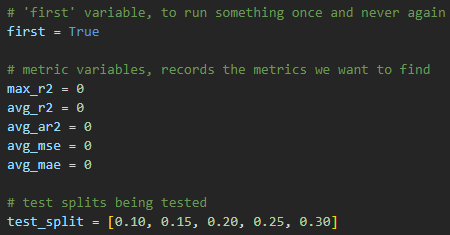 # 'first' variable, to run something once and never again
first = True
# metric variables, records the metrics we want to find
max_r2 = 0
avg_r2 = 0
avg_ar2 = 0
avg_mse = 0
avg_mae = 0
# test splits being tested
test_split = [0.10, 0.15, 0.20, 0.25, 0.30]